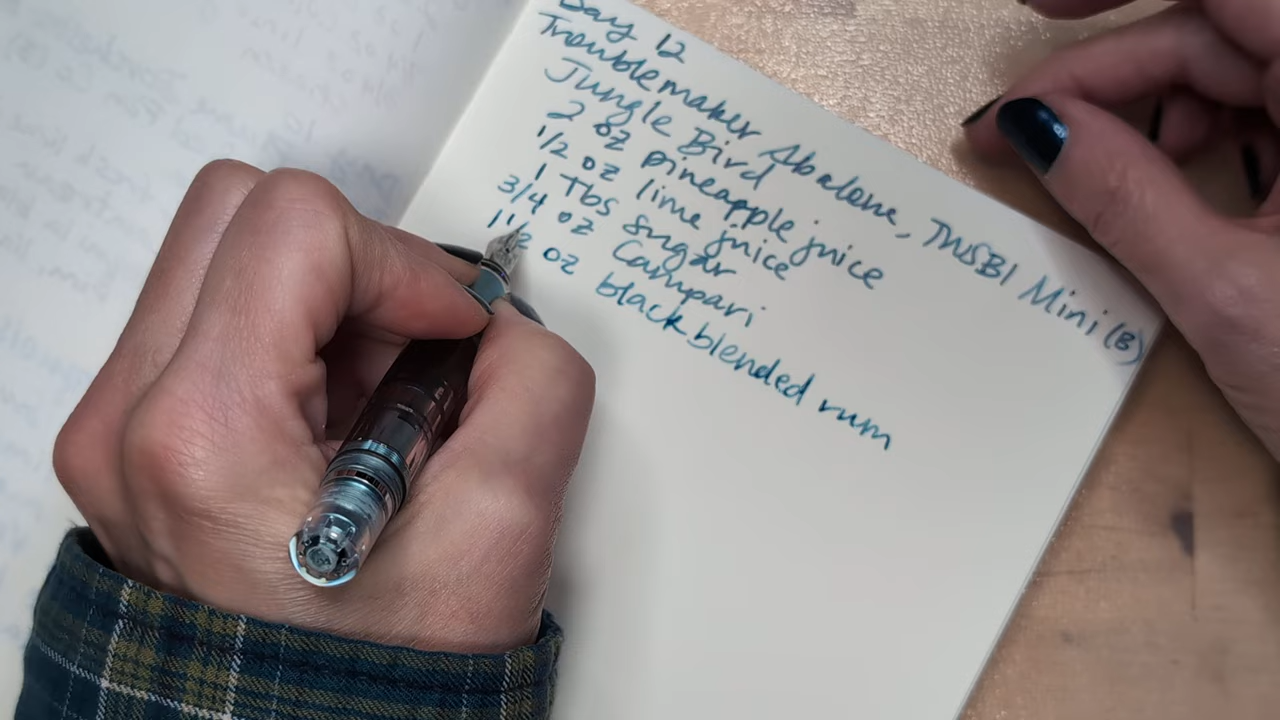 Day 12
Troublemaker Abalone, TWSBI Mini (B)
Jungle Bird
2 oz pineapple juice
1/2 oz lime juice
1 Tbs sugar
3/4 oz Campari
1 1/2 oz black blended rum